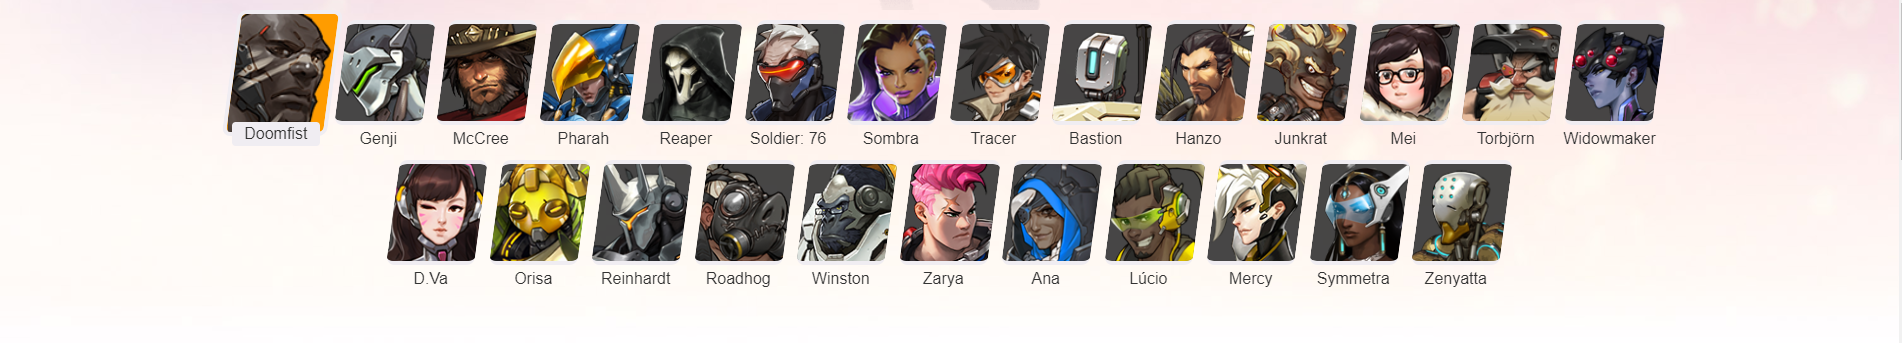 Doomfist Genji McCree Pharah Reaper Soldier: 76 Sombra Tracer Bastion Hanzo Junkrat Mei Torbjörn Widowmaker
D.Va Orisa Reinhardt Roadhog Winston Zarya Ana Lúcio Mercy Symmetra Zenyatta